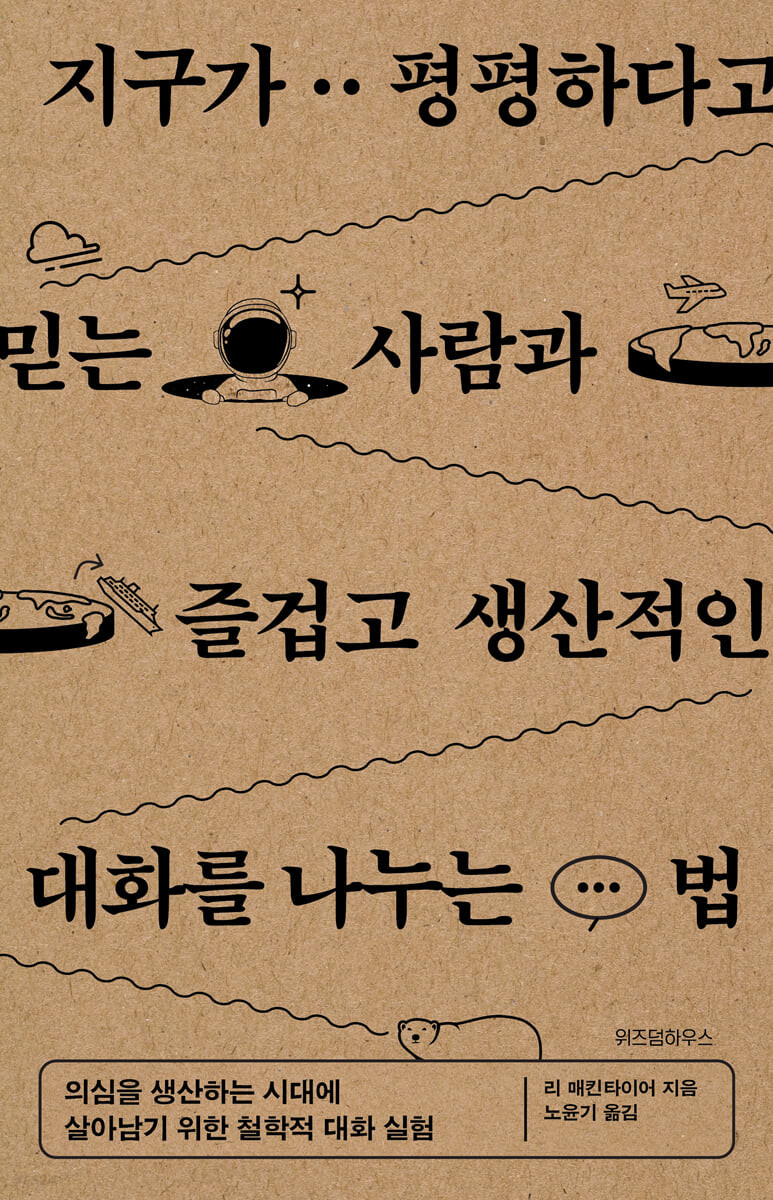 지구가 ·· 평평하다고
믿는 사람과
즐겁고 생산적인
대화를 나누는 법
위즈덤하우스
의심을 생산하는 시대에
살아남기 위한 철학적 대화 실험
리 매킨타이어 지음
노윤기 옮김